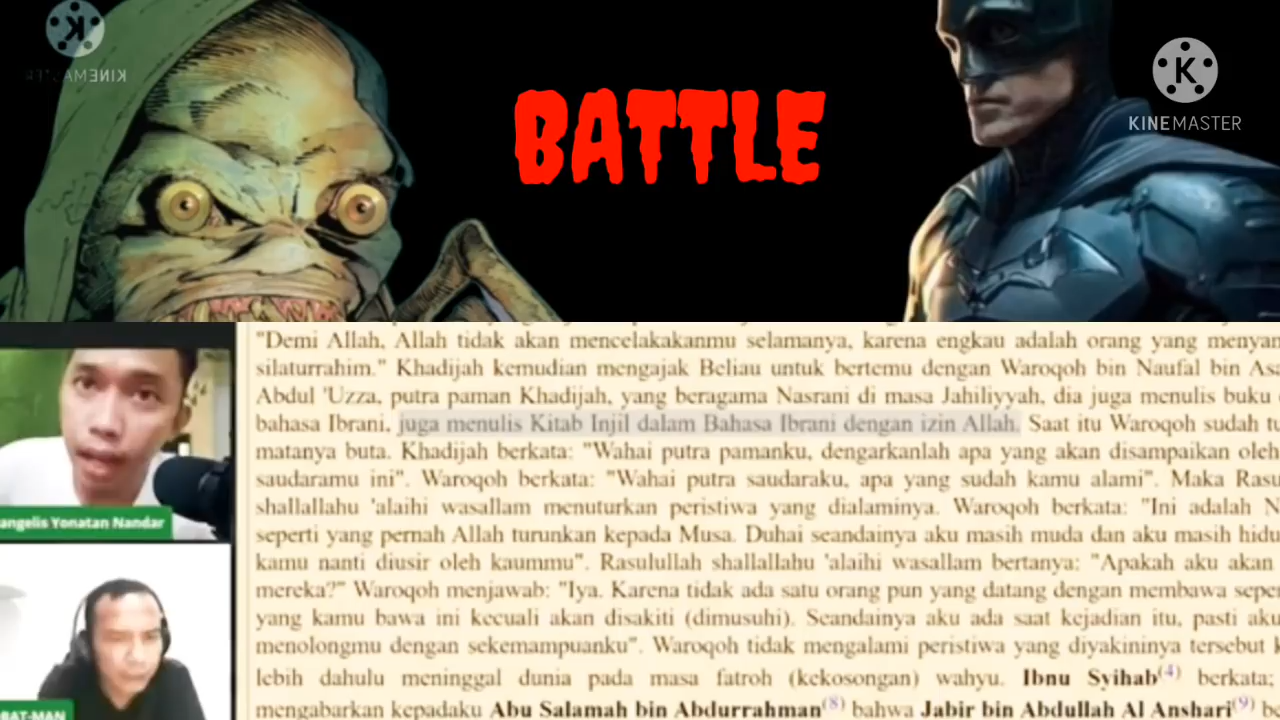 KINEMASTER
BATTLE
KINEMASTER
"Demi Allah, Allah tidak akan mencelakakanmu selamanya, karena engkau adalah orang yang
silaturrahim." Khadijah kemudian mengajak Beliau untuk bertemu dengan Waroqoh bin Naufal bin
Abdul 'Uzza, putra paman Khadijah, yang beragama Nasrani di masa Jahiliyyah, dia juga menulis buku
bahasa Ibrani, juga menulis Kitab Injil dalam Bahasa Ibrani dengan izin Allah. Saat itu Waroqoh sudah
matanya buta. Khadijah berkata: "Wahai putra pamanku, dengarkanlah apa yang akan disampaikan oleh
saudaramu ini". Waroqoh berkata: "Wahai putra saudaraku, apa yang sudah kamu alami". Maka
shallallahu 'alaihi wasallam menuturkan peristiwa yang dialaminya. Waroqoh berkata: "Ini adalah
seperti yang pernah Allah turunkan kepada Musa. Duhai seandainya aku masih muda dan aku masih
kamu nanti diusir oleh kaummu". Rasulullah shallallahu 'alaihi wasallam bertanya: "Apakah aku akan
mereka?" Waroqoh menjawab: "Iya. Karena tidak ada satu orang pun yang datang dengan membawa
yang kamu bawa ini kecuali akan disakiti (dimusuhi). Seandainya aku ada saat kejadian itu, pasti aku
menolongmu dengan sekemampuanku". Waroqoh tidak mengalami peristiwa yang diyakininya tersebut
lebih dahulu meninggal dunia pada masa fatroh (kekosongan) wahyu. Ibnu Syihab(4) berkata;
mengabarkan kepadaku Abu Salamah bin Abdurrahman(8) bahwa Jabir bin Abdullah Al Anshari(9)
angelis Yonatan Nandar
BAT-MAN